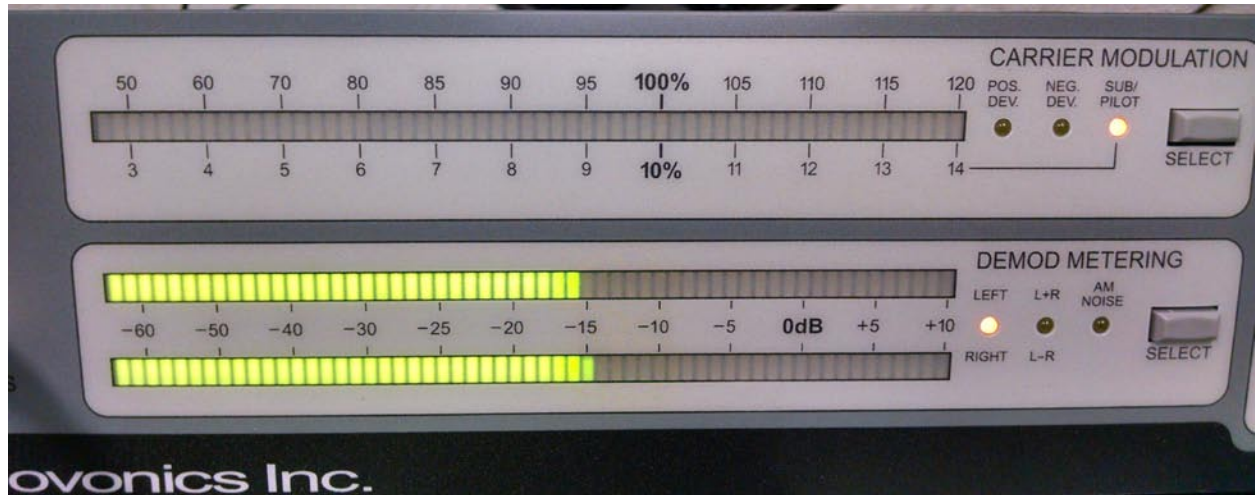 CARRIER MODULATION
50 60 70 80 85 90 95 100% 105 110 115 120
POS. DEV.
NEG. DEV.
SUB/ PILOT
3 4 5 6 7 8 9 10% 11 12 13 14
SELECT
DEMOD METERING
LEFT L+R AM NOISE
−60 −50 −40 −30 −25 −20 −15 −10 −5 0dB +5 +10
RIGHT L−R
SELECT
ovonics Inc.